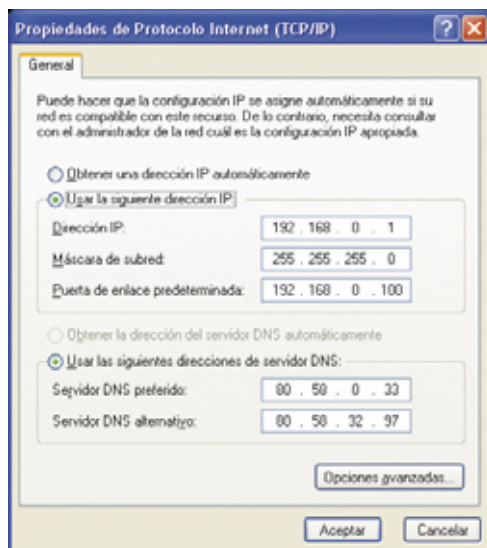 Propiedades de Protocolo Internet (TCP/IP)
General
Puede hacer que la configuración IP se asigne automáticamente si su
red es compatible con este recurso. De lo contrario, necesita consultar
con el administrador de la red cuál es la configuración IP apropiada.
Obtener una dirección IP automáticamente
Usar la siguiente dirección IP:
Dirección IP: 192 . 168 . 0 . 1
Máscara de subred: 255 . 255 . 255 . 0
Puerta de enlace predeterminada: 192 . 168 . 0 . 100
Obtener la dirección del servidor DNS automáticamente
Usar las siguientes direcciones de servidor DNS:
Servidor DNS preferido: 80 . 58 . 0 . 33
Servidor DNS alternativo: 80 . 58 . 32 . 97
Opciones avanzadas...
Aceptar Cancelar